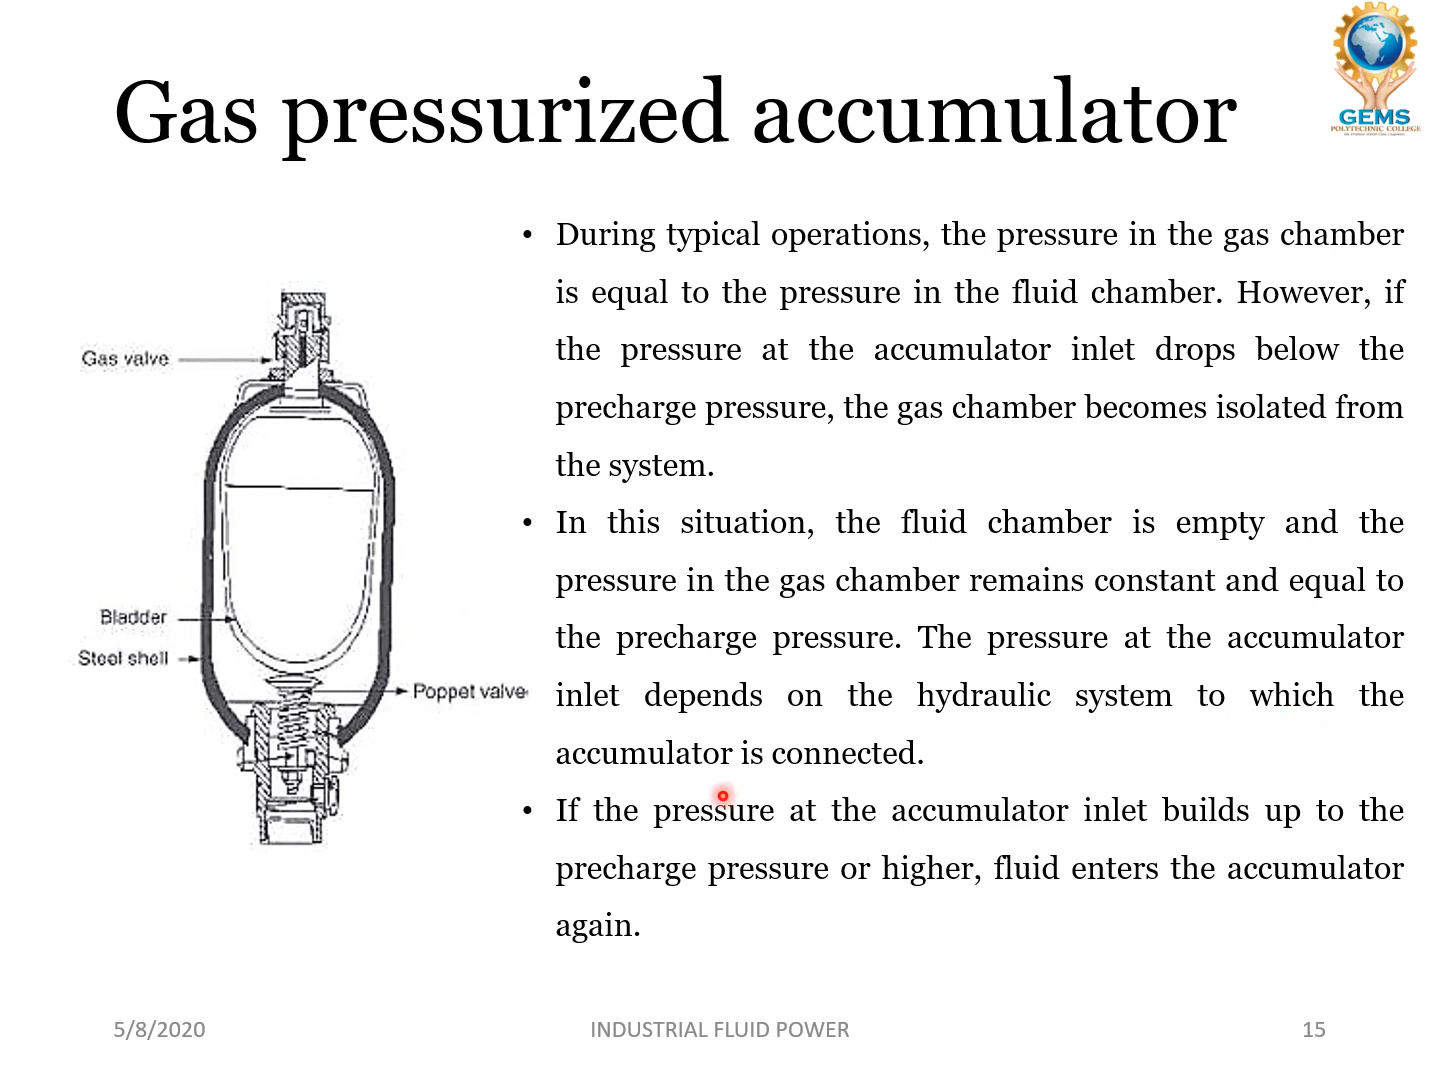 Gas pressurized accumulator
GEMS
POLYTECHNIC COLLEGE
Gas valve
Bladder
Steel shell
Poppet valve
• During typical operations, the pressure in the gas chamber
is equal to the pressure in the fluid chamber. However, if
the pressure at the accumulator inlet drops below the
precharge pressure, the gas chamber becomes isolated from
the system.
• In this situation, the fluid chamber is empty and the
pressure in the gas chamber remains constant and equal to
the precharge pressure. The pressure at the accumulator
inlet depends on the hydraulic system to which the
accumulator is connected.
• If the pressure at the accumulator inlet builds up to the
precharge pressure or higher, fluid enters the accumulator
again.
5/8/2020
INDUSTRIAL FLUID POWER
15